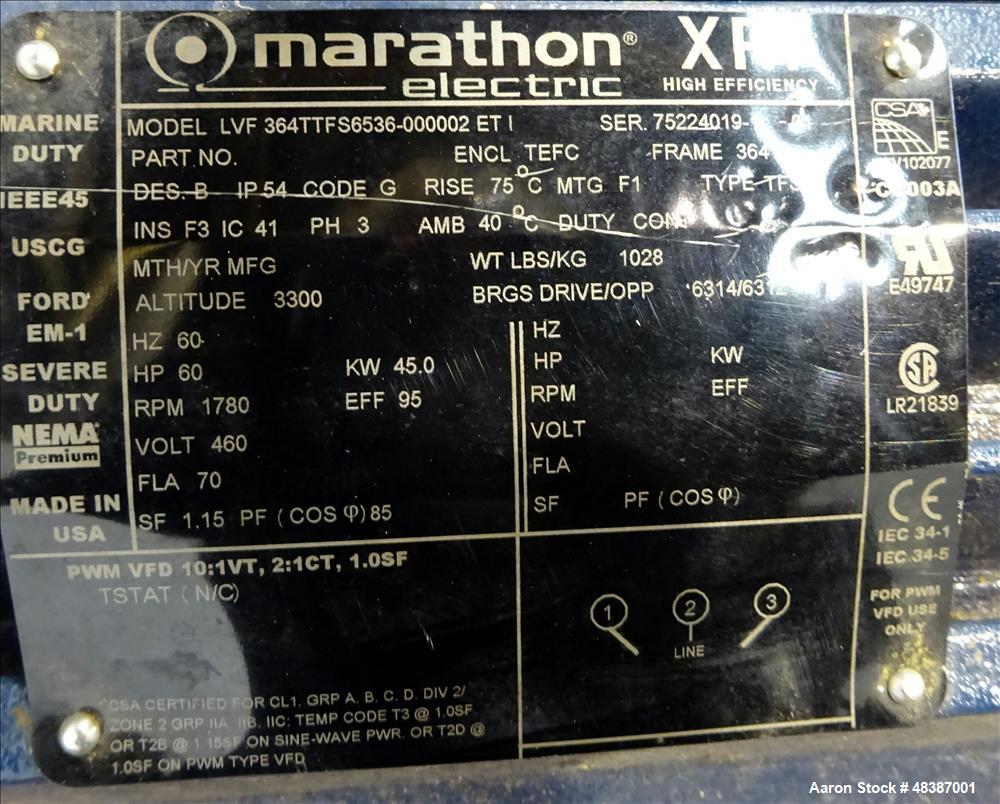 marathon® 
electric
HIGH EFFICIENCY
MARINE
DUTY
IEEE45
USCG
FORD
EM-1
SEVERE
DUTY
NEMA
Premium
MADE IN
USA
MODEL LVF 364TTFS6536-000002 ET I SER. 75224019-
PART NO. ENCL TEFC FRAME 364
DES. B IP 54 CODE G RISE 75 °C MTG F1 TYPE
INS F3 IC 41 PH 3 AMB 40 °C DUTY
MTH/YR MFG WT LBS/KG 1028
ALTITUDE 3300 BRGS DRIVE/OPP
HZ 60
HP 60 KW 45.0
RPM 1780 EFF 95
VOLT 460
FLA 70
SF 1.15 PF (COS φ) 85
HZ
HP KW
RPM EFF
VOLT
FLA
SF PF (COS φ)
PWM VFD 10:1VT, 2:1CT, 1.0SF
TSTAT (N/C)
1 2 3
LINE
CSA CERTIFIED FOR CL1, GRP A, B, C, D, DIV 2/
ZONE 2 GRP IIA, IIB, IIC: TEMP CODE T3 @ 1.0SF
OR T2B @ 1.15SF ON SINE-WAVE PWR. OR T2D @
1.0SF ON PWM TYPE VFD
CSA
E
E49747
LR21839
CE
IEC 34-1
IEC 34-5
FOR PWM
VFD USE
ONLY
Aaron Stock # 48387001